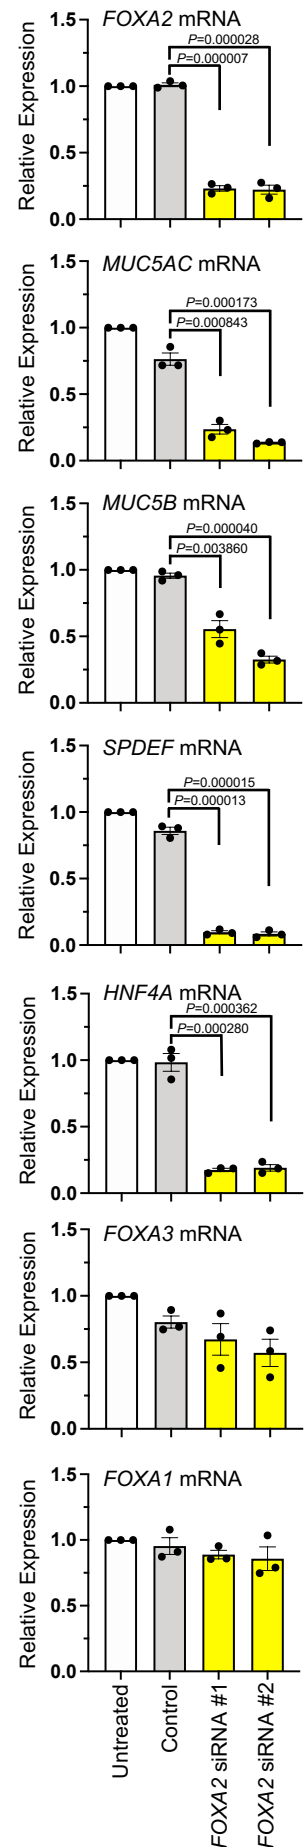 FOXA2 mRNA
P=0.000028
P=0.000007
Relative Expression
1.5
1.0
0.5
0.0
MUC5AC mRNA
P=0.000173
P=0.000843
Relative Expression
1.5
1.0
0.5
0.0
MUC5B mRNA
P=0.000040
P=0.003860
Relative Expression
1.5
1.0
0.5
0.0
SPDEF mRNA
P=0.000015
P=0.000013
Relative Expression
1.5
1.0
0.5
0.0
HNF4A mRNA
P=0.000362
P=0.000280
Relative Expression
1.5
1.0
0.5
0.0
FOXA3 mRNA
Relative Expression
1.5
1.0
0.5
0.0
FOXA1 mRNA
Relative Expression
1.5
1.0
0.5
0.0
Untreated
Control
FOXA2 siRNA #1
FOXA2 siRNA #2